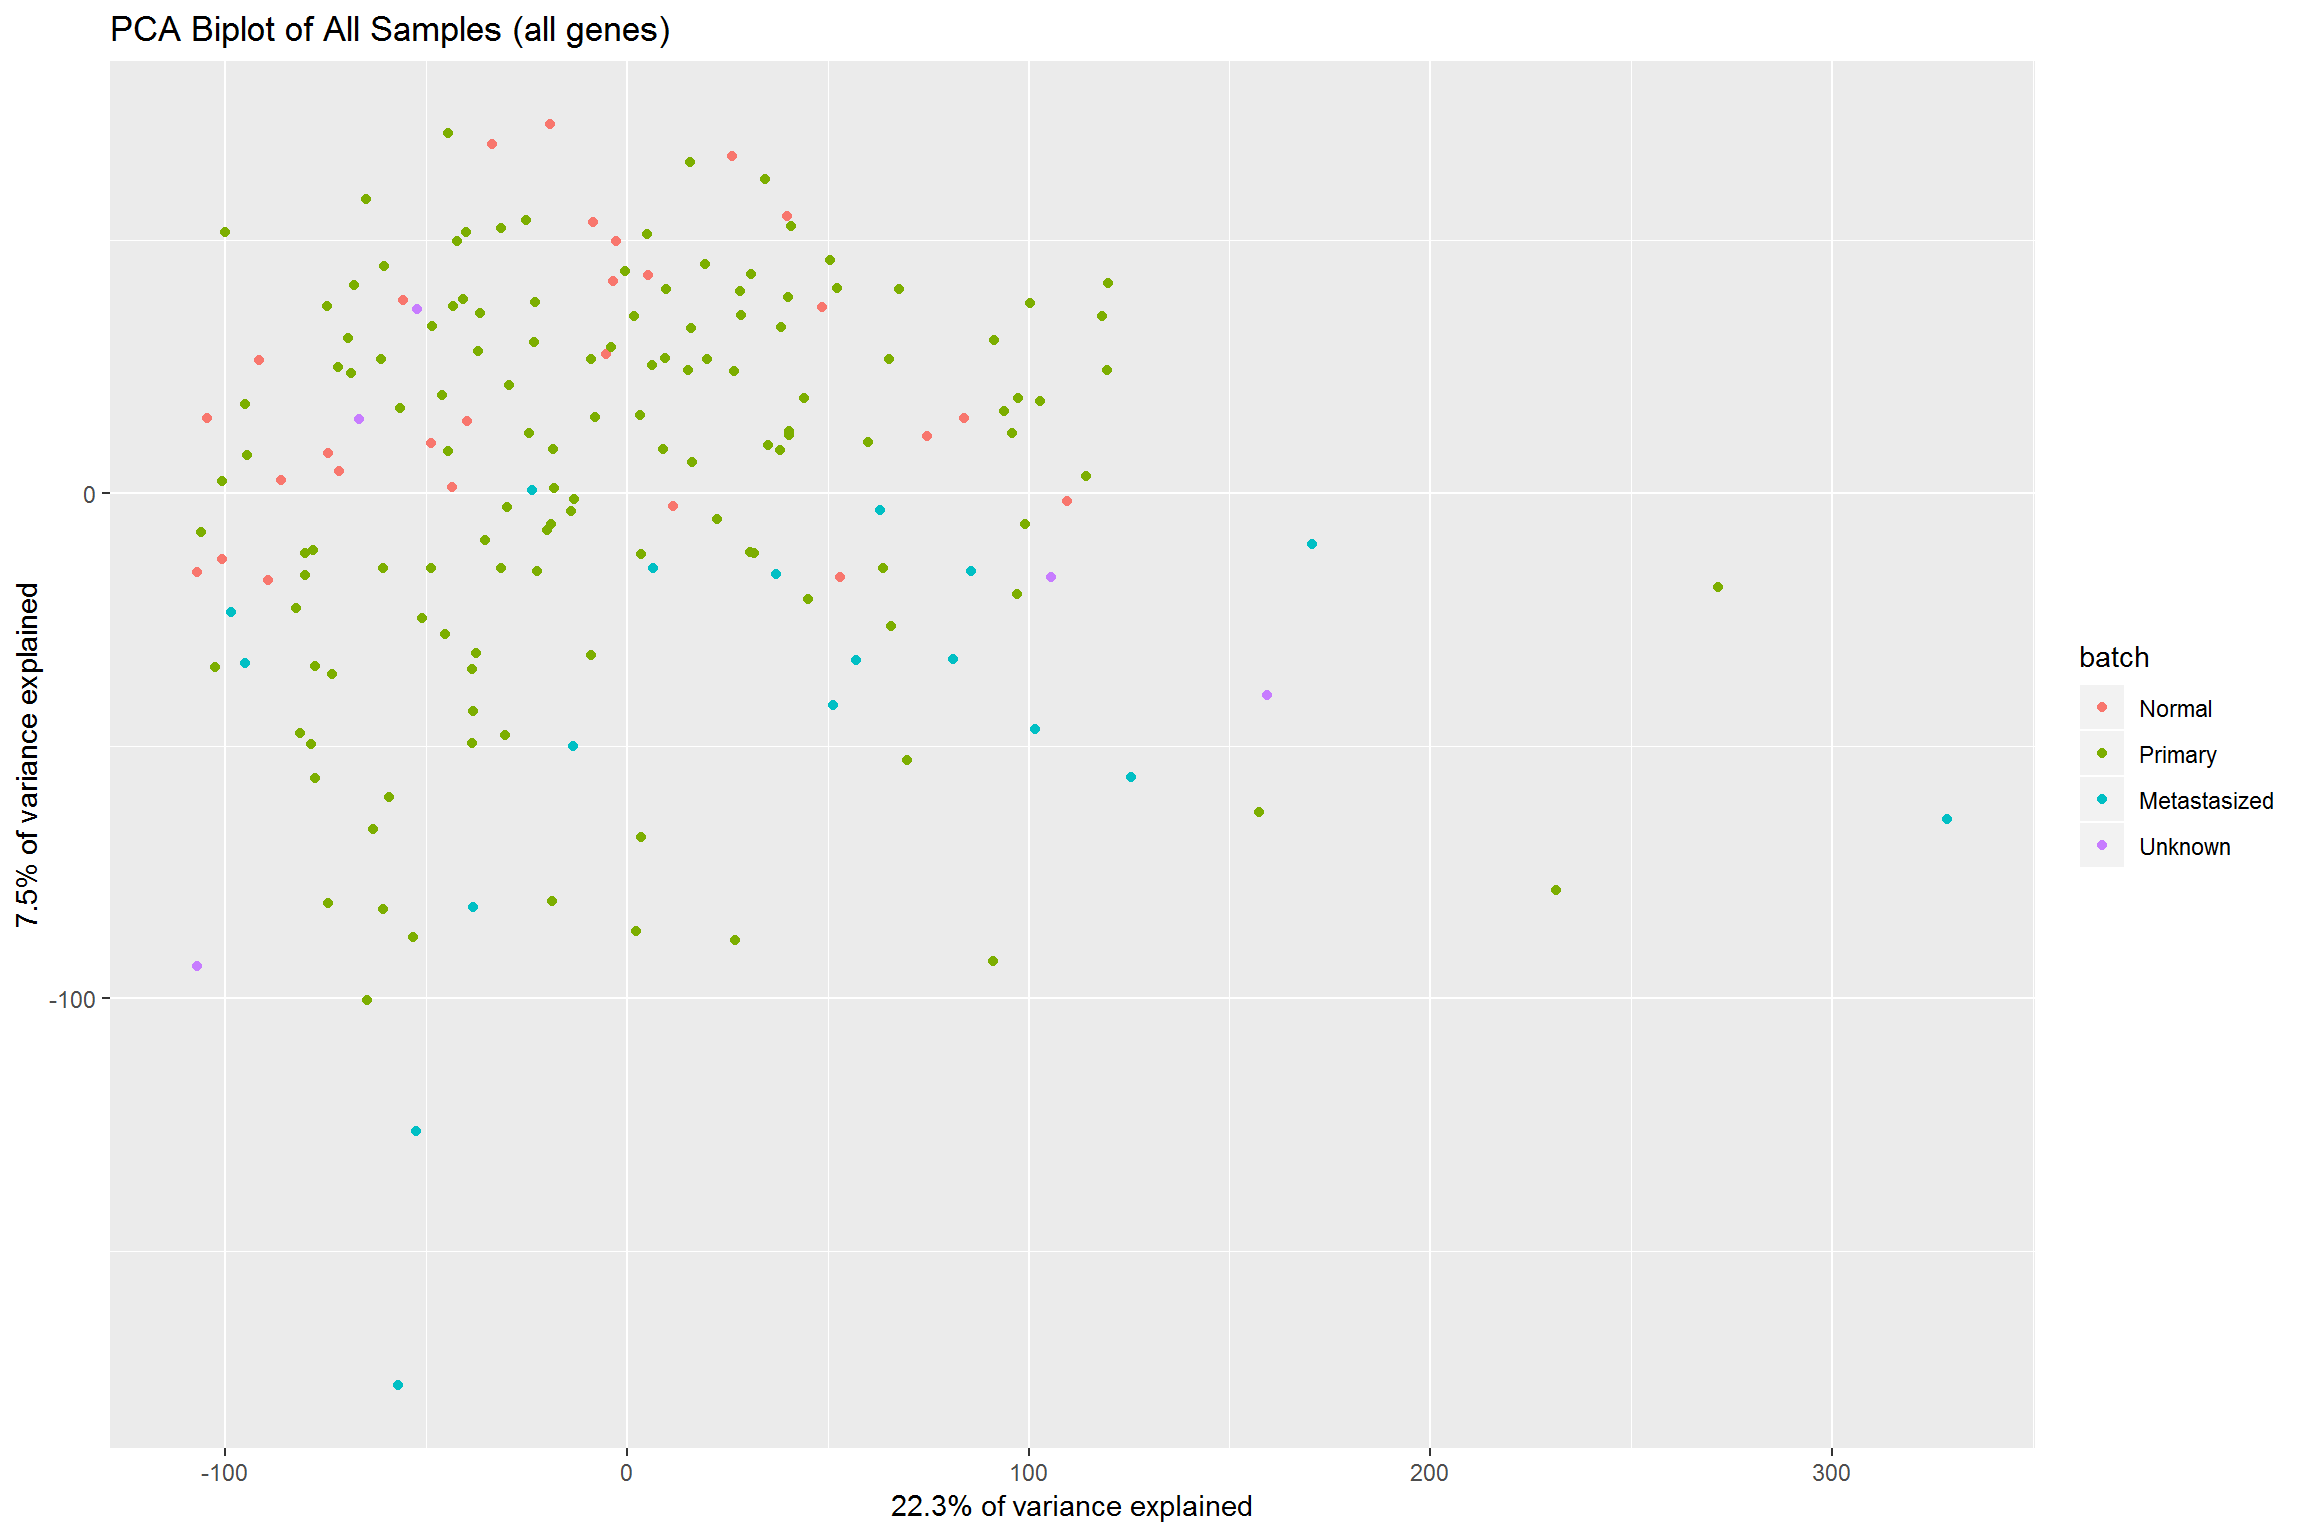 PCA Biplot of All Samples (all genes)
0
-100
7.5% of variance explained
-100
0
100
200
300
22.3% of variance explained
batch
Normal
Primary
Metastasized
Unknown